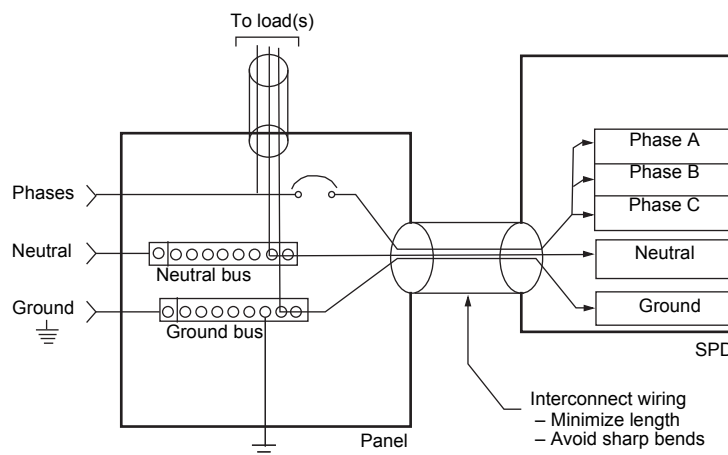 To load(s)
Phases
Neutral
Ground
Neutral bus
Ground bus
Panel
Phase A
Phase B
Phase C
Neutral
Ground
SPD
Interconnect wiring
– Minimize length
– Avoid sharp bends